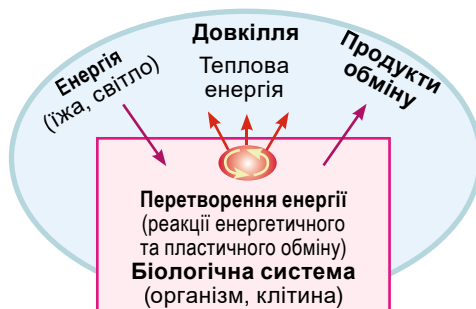 Довкілля
Енергія
(їжа, світло)
Теплова
енергія
Продукти
обміну
Перетворення енергії
(реакції енергетичного
та пластичного обміну)
Біологічна система
(організм, клітина)